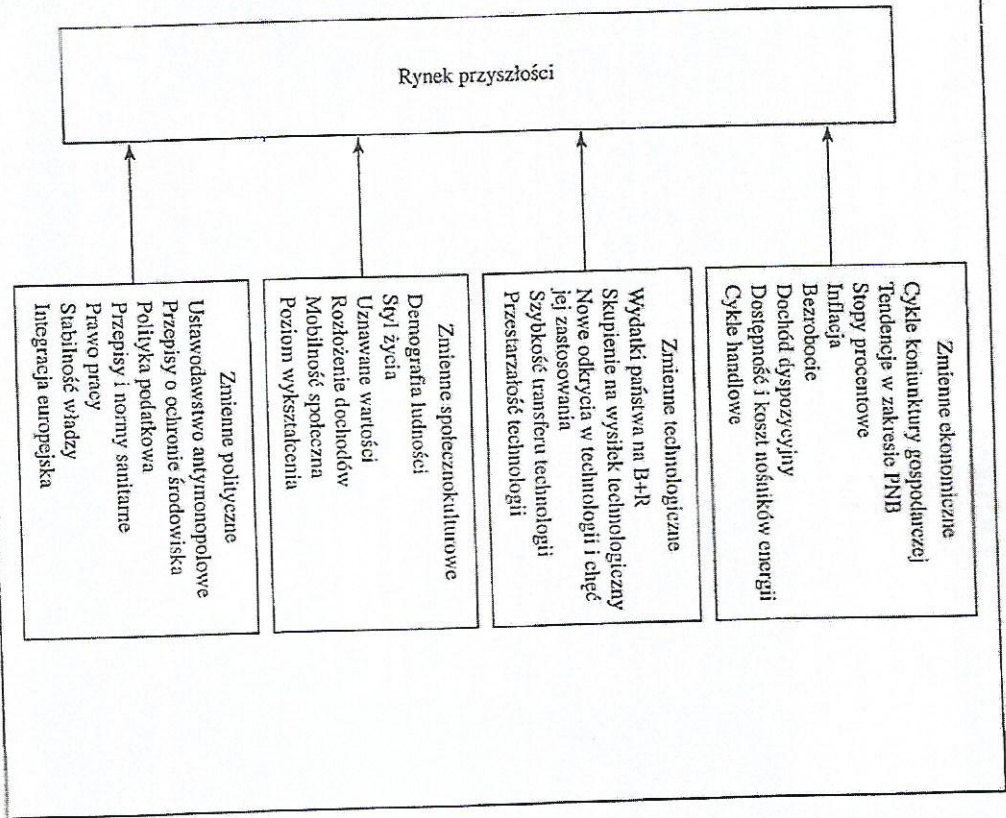 Rynek przyszłości
Zmienne ekonomiczne
Cykle koniunktury gospodarczej
Tendencje w zakresie PNB
Stopy procentowe
Inflacja
Bezrobocie
Dochód dyspozycyjny
Dostępność i koszt nośników energii
Cykle handlowe
Zmienne technologiczne
Wydatki państwa na B+R
Skupienie na wysiłek technologiczny
Nowe odkrycia w technologii i chęć
jej zastosowania
Szybkość transferu technologii
Przestarzałość technologii
Zmienne społecznokulturowe
Demografia ludności
Styl życia
Uznawane wartości
Rozłożenie dochodów
Mobilność społeczna
Poziom wykształcenia
Zmienne polityczne
Ustawodawstwo antymonopolowe
Przepisy o ochronie środowiska
Polityka podatkowa
Przepisy i normy sanitarne
Prawo pracy
Stabilność władzy
Integracja europejska